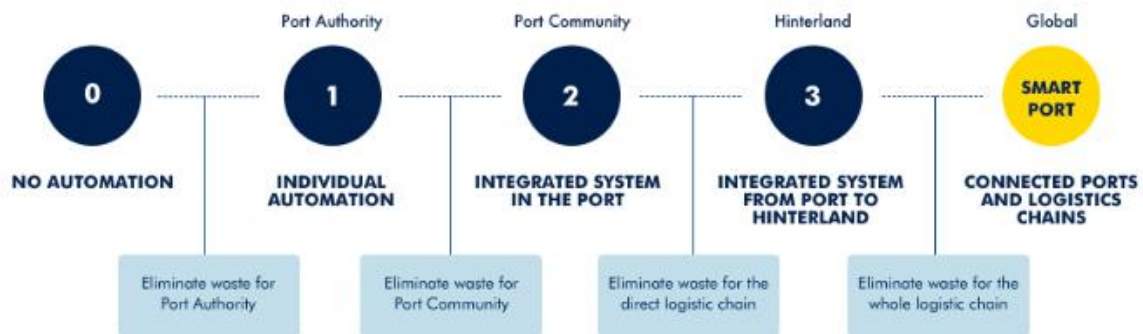 Port Authority
Port Community
Hinterland
Global
0
1
2
3
SMART
PORT
NO AUTOMATION
INDIVIDUAL
AUTOMATION
INTEGRATED SYSTEM
IN THE PORT
INTEGRATED SYSTEM
FROM PORT TO
HINTERLAND
CONNECTED PORTS
AND LOGISTICS
CHAINS
Eliminate waste for
Port Authority
Eliminate waste for
Port Community
Eliminate waste for the
direct logistic chain
Eliminate waste for the
whole logistic chain